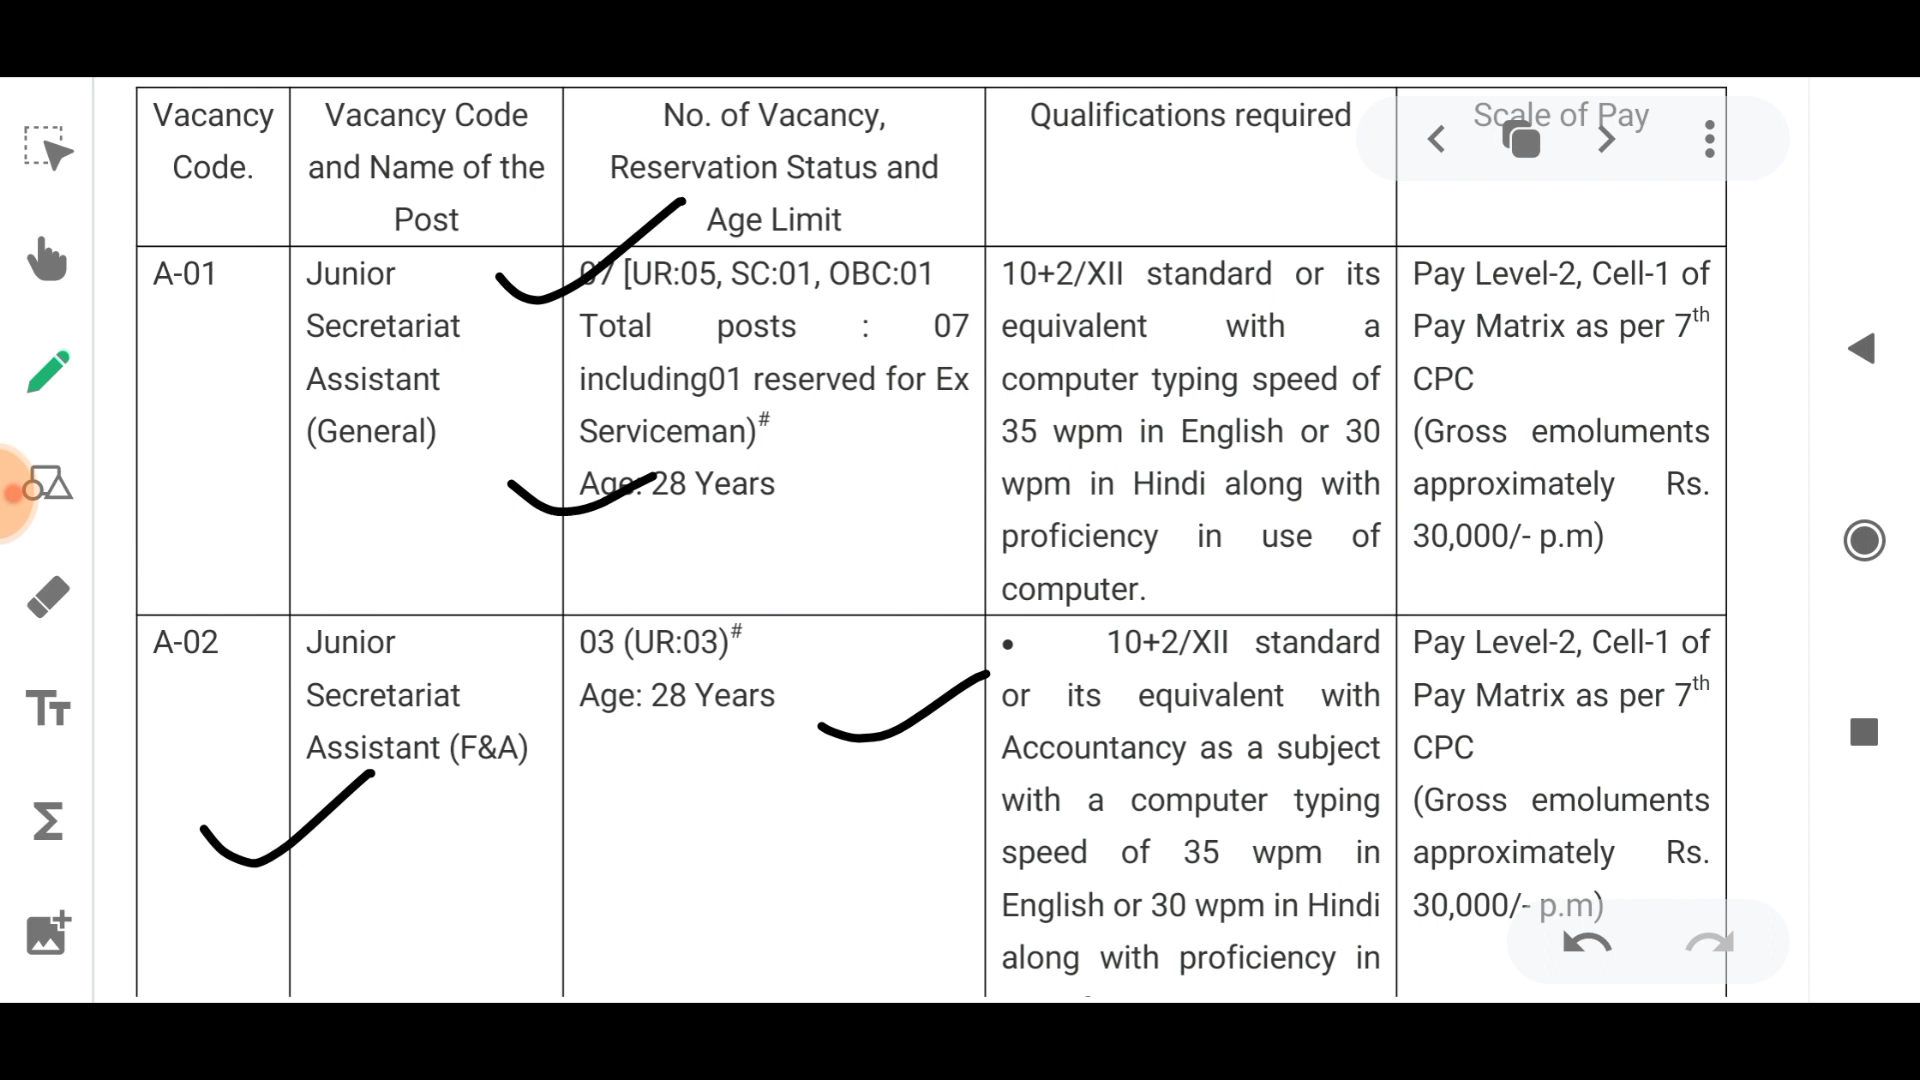 Vacancy Code.
Vacancy Code and Name of the Post
No. of Vacancy, Reservation Status and Age Limit
Qualifications required
Scale of Pay
A-01
Junior
Secretariat
Assistant
(General)
07 [UR:05, SC:01, OBC:01
Total posts : 07
including01 reserved for Ex
Serviceman)#
Age: 28 Years
10+2/XII standard or its
equivalent with a
computer typing speed of
35 wpm in English or 30
wpm in Hindi along with
proficiency in use of
computer.
Pay Level-2, Cell-1 of
Pay Matrix as per 7th
CPC
(Gross emoluments
approximately Rs.
30,000/- p.m)
A-02
Junior
Secretariat
Assistant (F&A)
03 (UR:03)#
Age: 28 Years
• 10+2/XII standard
or its equivalent with
Accountancy as a subject
with a computer typing
speed of 35 wpm in
English or 30 wpm in Hindi
along with proficiency in
Pay Level-2, Cell-1 of
Pay Matrix as per 7th
CPC
(Gross emoluments
approximately Rs.
30,000/- p.m)